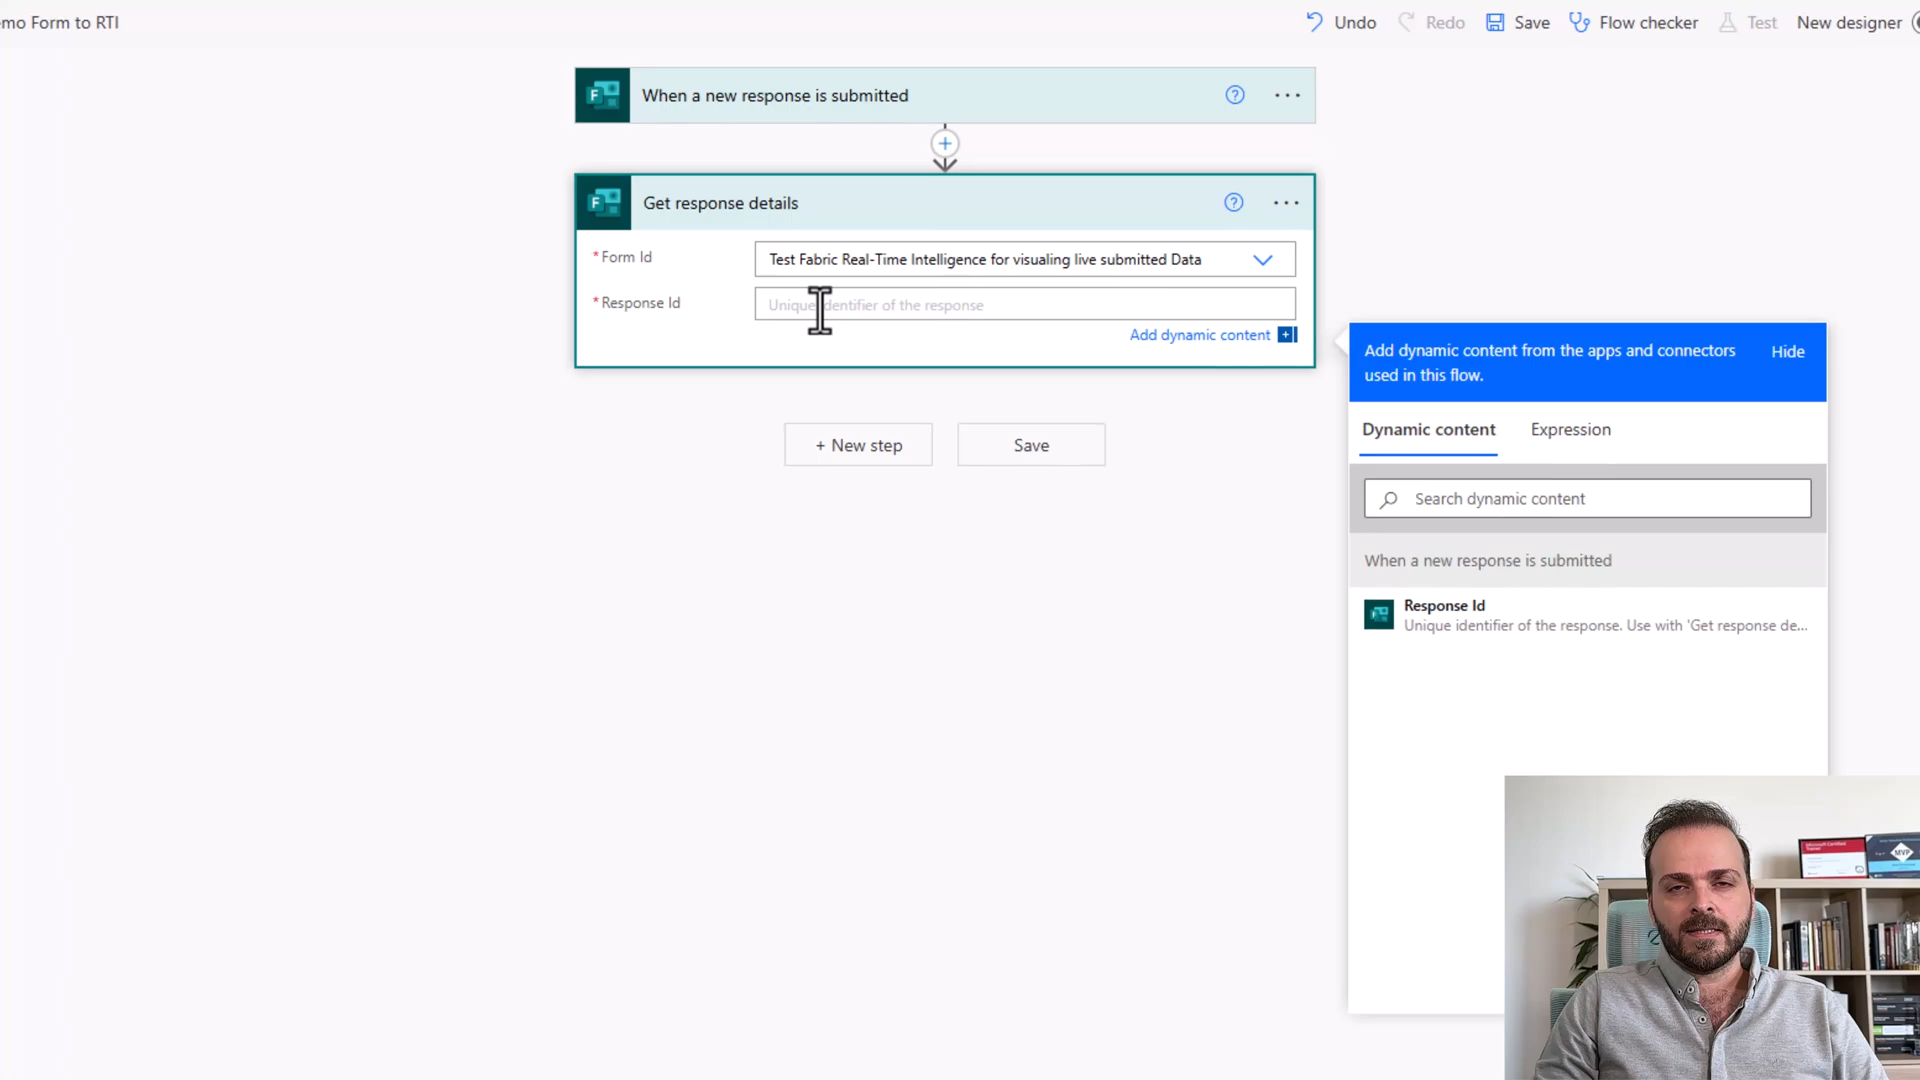 emo Form to RTI
Undo
Redo
Save
Flow checker
Test
New designer
F
When a new response is submitted
F
Get response details
* Form Id
Test Fabric Real-Time Intelligence for visualing live submitted Data
* Response Id
Unique identifier of the response
Add dynamic content
+ New step
Save
Add dynamic content from the apps and connectors
used in this flow.
Hide
Dynamic content
Expression
Search dynamic content
When a new response is submitted
Response Id
Unique identifier of the response. Use with 'Get response de...
MVP